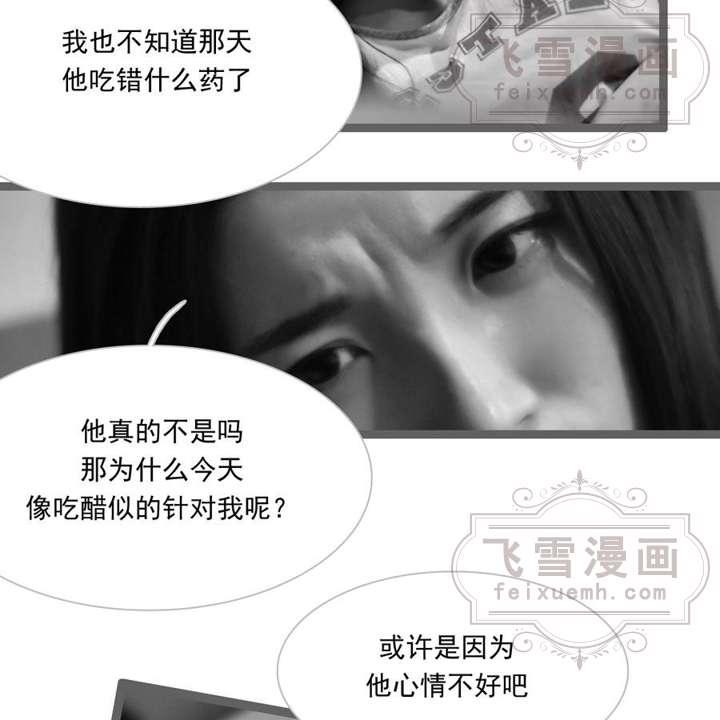 我也不知道那天
他吃错什么药了
飞雪漫画
feixuemh.com
他真的不是吗
那为什么今天
像吃醋似的针对我呢？
飞雪漫画
feixuemh.com
或许是因为
他心情不好吧